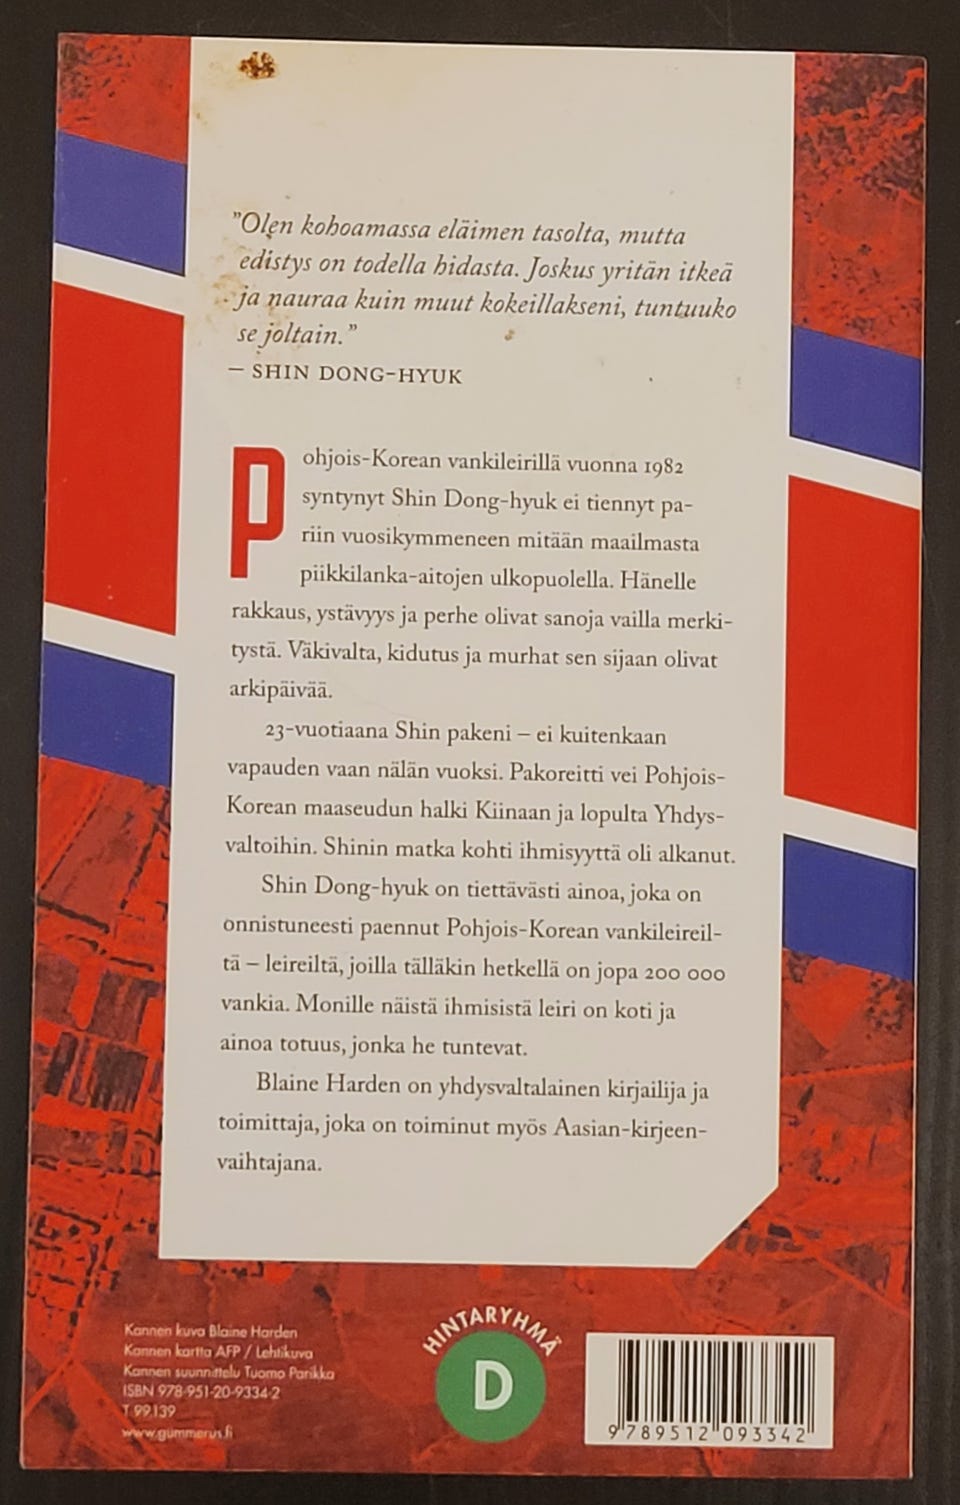 ”Olen kohoamassa eläimen tasolta, mutta
edistys on todella hidasta. Joskus yritän itkeä
ja nauraa kuin muut kokeillakseni, tuntuuko
se joltain.”
– SHIN DONG-HYUK
Pohjois-Korean vankileirillä vuonna 1982
syntynyt Shin Dong-hyuk ei tiennyt pa-
riin vuosikymmeneen mitään maailmasta
piikkilanka-aitojen ulkopuolella. Hänelle
rakkaus, ystävyys ja perhe olivat sanoja vailla merki-
tystä. Väkivalta, kidutus ja murhat sen sijaan olivat
arkipäivää.
23-vuotiaana Shin pakeni – ei kuitenkaan
vapauden vaan nälän vuoksi. Pakoreitti vei Pohjois-
Korean maaseudun halki Kiinaan ja lopulta Yhdys-
valtoihin. Shinin matka kohti ihmisyyttä oli alkanut.
Shin Dong-hyuk on tiettävästi ainoa, joka on
onnistuneesti paennut Pohjois-Korean vankileireil-
tä – leireiltä, joilla tälläkin hetkellä on jopa 200 000
vankia. Monille näistä ihmisistä leiri on koti ja
ainoa totuus, jonka he tuntevat.
Blaine Harden on yhdysvaltalainen kirjailija ja
toimittaja, joka on toiminut myös Aasian-kirjeen-
vaihtajana.
Kannen kuva Blaine Harden
Kannen kartta AFP / Lehtikuva
Kannen suunnittelu Tuomo Parikka
ISBN 978-951-20-9334-2
T 99.139
www.gummerus.fi
HINTARYHMÄ
D
9 789512 093342